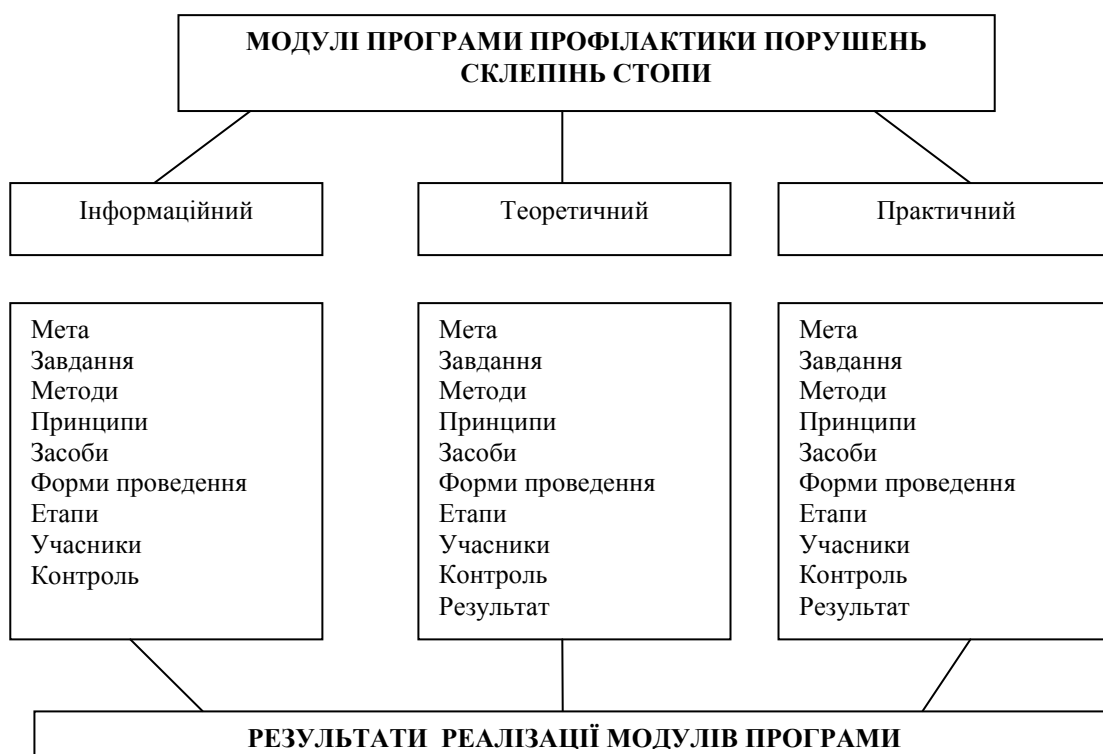 МОДУЛІ ПРОГРАМИ ПРОФІЛАКТИКИ ПОРУШЕНЬ
СКЛЕПІНЬ СТОПИ
Інформаційний
Теоретичний
Практичний
Мета
Завдання
Методи
Принципи
Засоби
Форми проведення
Етапи
Учасники
Контроль
Мета
Завдання
Методи
Принципи
Засоби
Форми проведення
Етапи
Учасники
Контроль
Результат
Мета
Завдання
Методи
Принципи
Засоби
Форми проведення
Етапи
Учасники
Контроль
Результат
РЕЗУЛЬТАТИ РЕАЛІЗАЦІЇ МОДУЛІВ ПРОГРАМИ